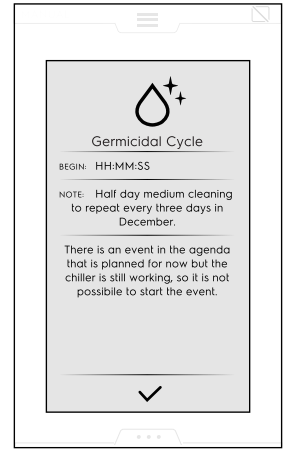 Germicidal Cycle
BEGIN: HH:MM:SS
NOTE: Half day medium cleaning
to repeat every three days in
December.
There is an event in the agenda
that is planned for now but the
chiller is still working, so it is not
possibile to start the event.